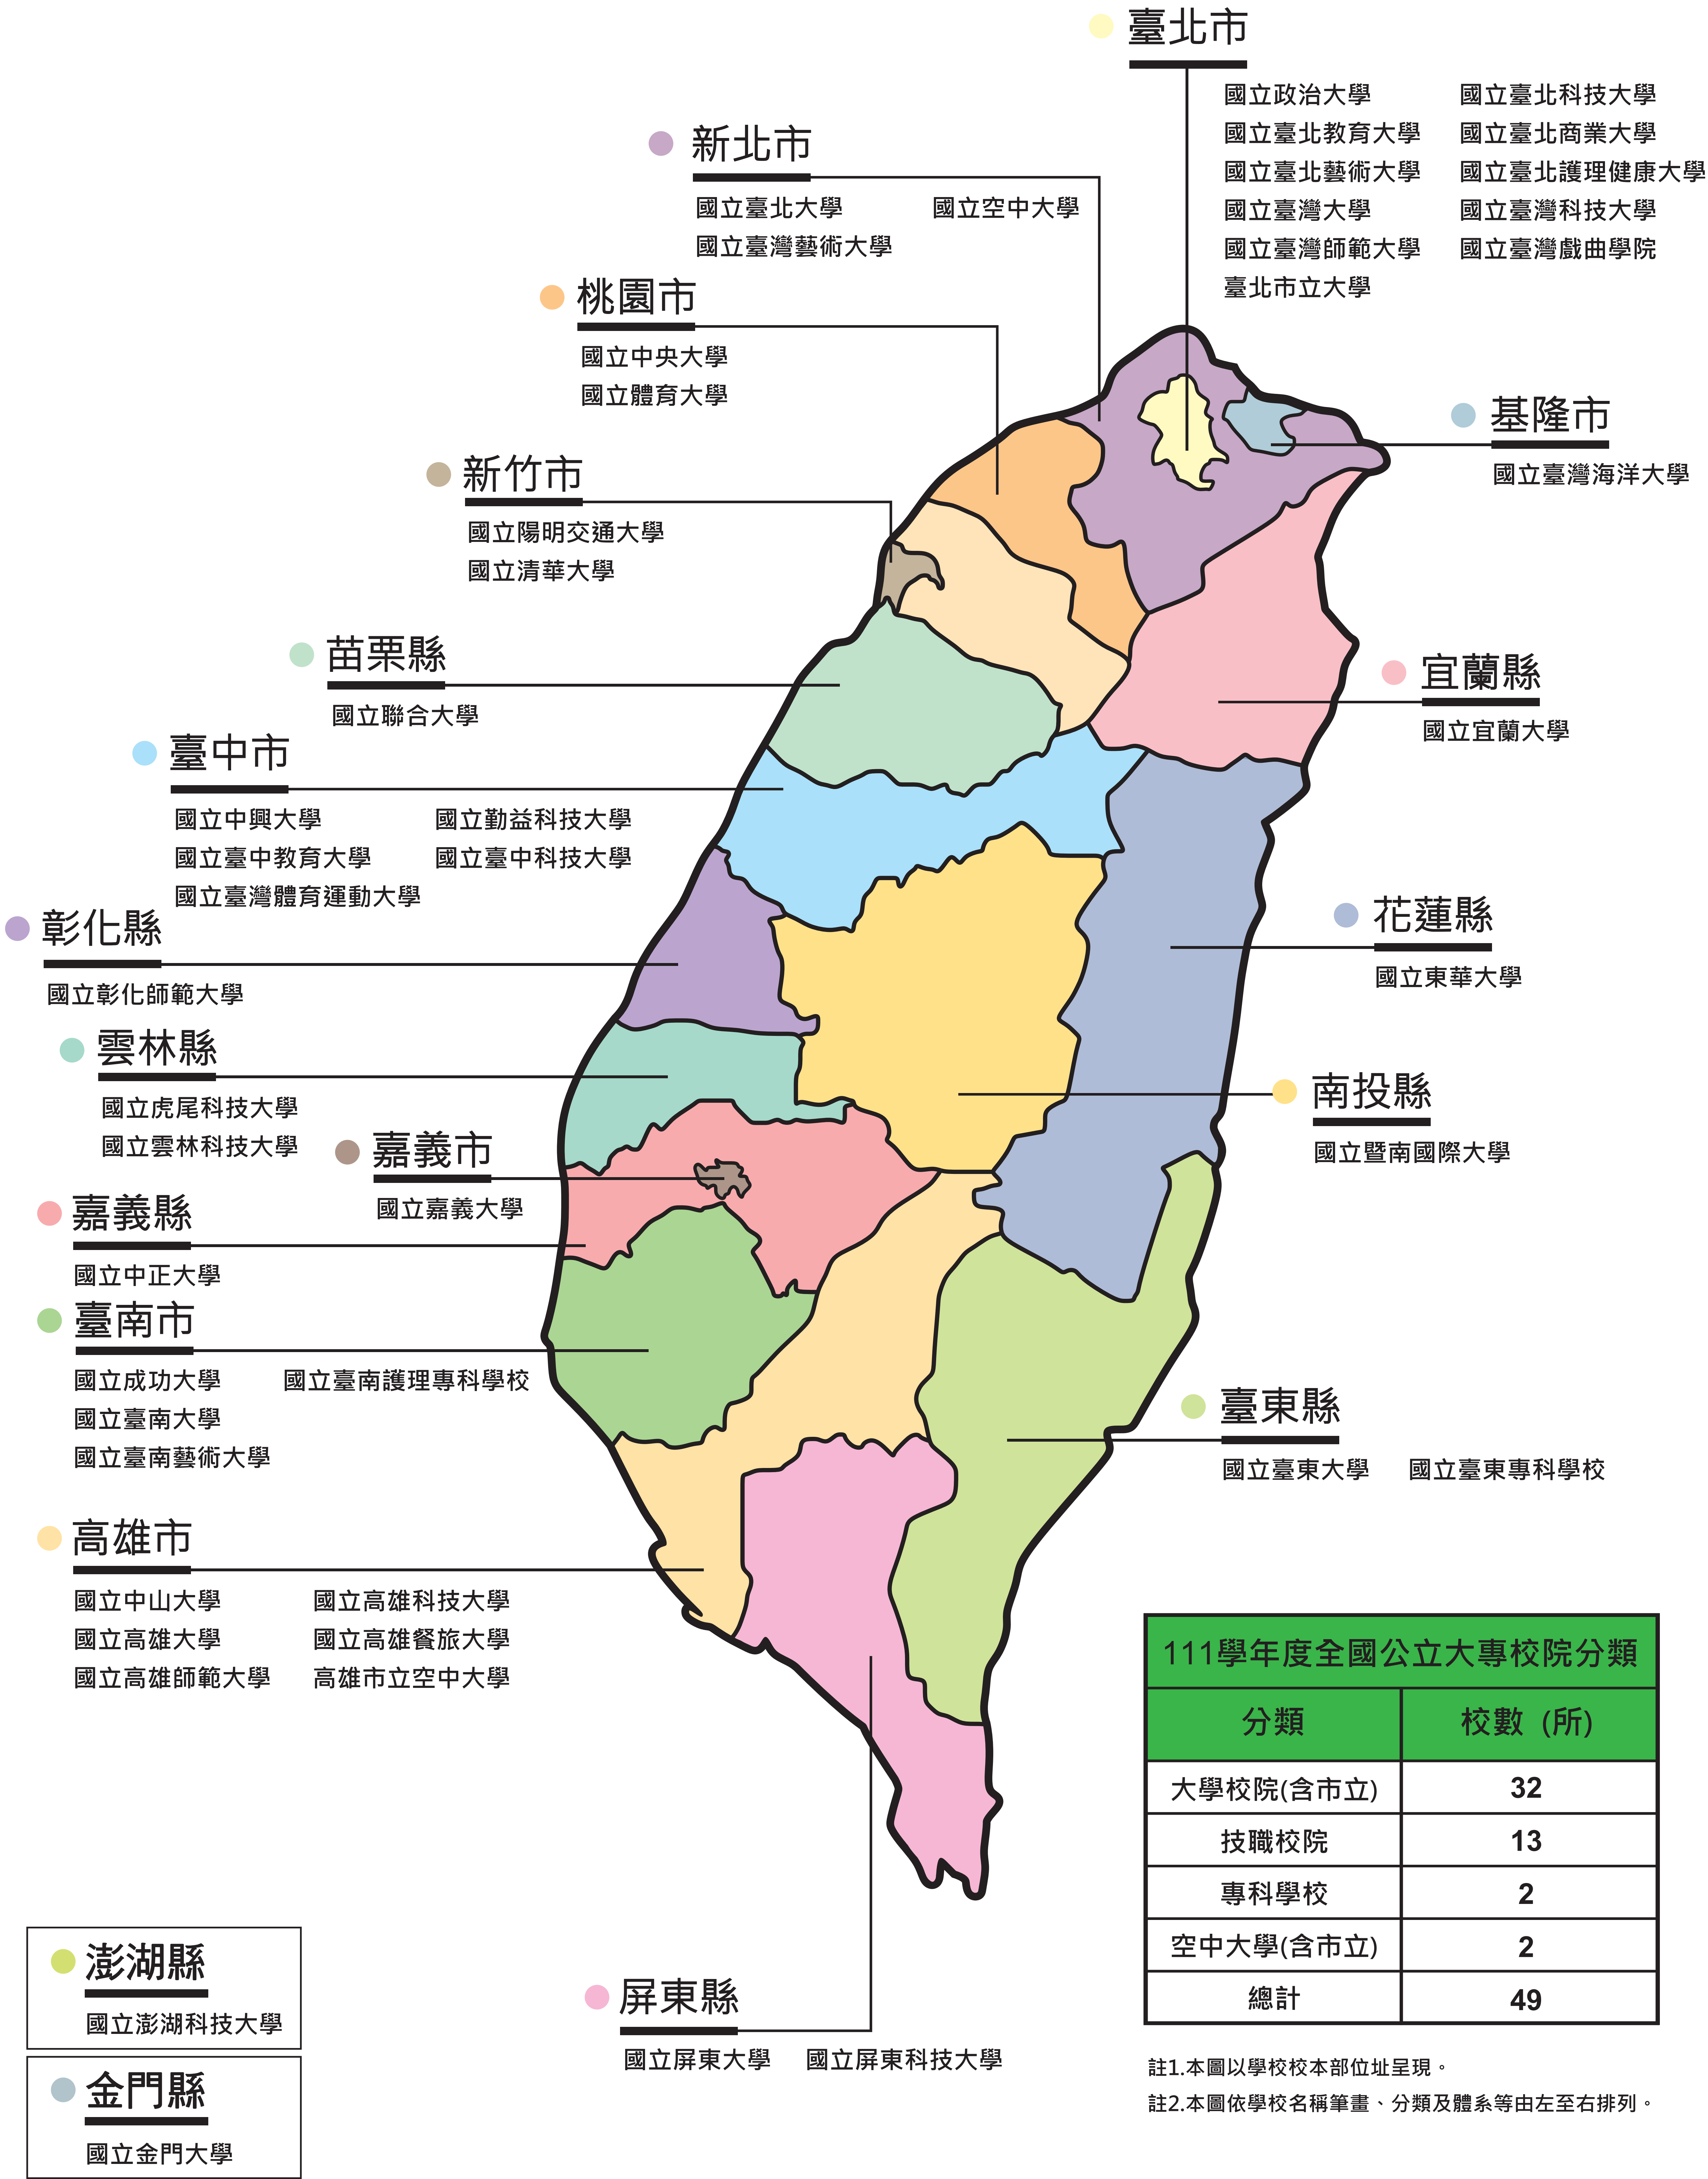 臺北市
國立政治大學 國立臺北科技大學
國立臺北教育大學 國立臺北商業大學
國立臺北藝術大學 國立臺北護理健康大學
國立臺灣大學 國立臺灣科技大學
國立臺灣師範大學 國立臺灣戲曲學院
臺北市立大學
新北市
國立臺北大學 國立空中大學
國立臺灣藝術大學
桃園市
國立中央大學
國立體育大學
基隆市
國立臺灣海洋大學
新竹市
國立陽明交通大學
國立清華大學
苗栗縣
國立聯合大學
宜蘭縣
國立宜蘭大學
臺中市
國立中興大學 國立勤益科技大學
國立臺中教育大學 國立臺中科技大學
國立臺灣體育運動大學
彰化縣
國立彰化師範大學
花蓮縣
國立東華大學
雲林縣
國立虎尾科技大學
國立雲林科技大學
南投縣
國立暨南國際大學
嘉義市
國立嘉義大學
嘉義縣
國立中正大學
臺南市
國立成功大學 國立臺南護理專科學校
國立臺南大學
國立臺南藝術大學
臺東縣
國立臺東大學 國立臺東專科學校
高雄市
國立中山大學 國立高雄科技大學
國立高雄大學 國立高雄餐旅大學
國立高雄師範大學 高雄市立空中大學
111學年度全國公立大專校院分類
分類 校數 (所)
大學校院(含市立) 32
技職校院 13
專科學校 2
空中大學(含市立) 2
總計 49
澎湖縣
國立澎湖科技大學
金門縣
國立金門大學
屏東縣
國立屏東大學 國立屏東科技大學
註1.本圖以學校校本部位址呈現。
註2.本圖依學校名稱筆畫、分類及體系等由左至右排列。